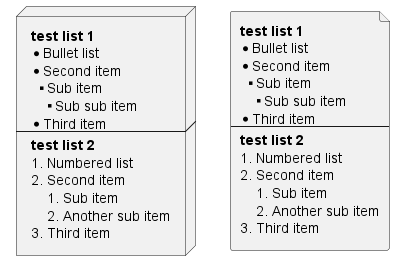 test list 1
• Bullet list
• Second item
▪ Sub item
▪ Sub sub item
• Third item
test list 2
1. Numbered list
2. Second item
1. Sub item
2. Another sub item
3. Third item
test list 1
• Bullet list
• Second item
▪ Sub item
▪ Sub sub item
• Third item
test list 2
1. Numbered list
2. Second item
1. Sub item
2. Another sub item
3. Third item